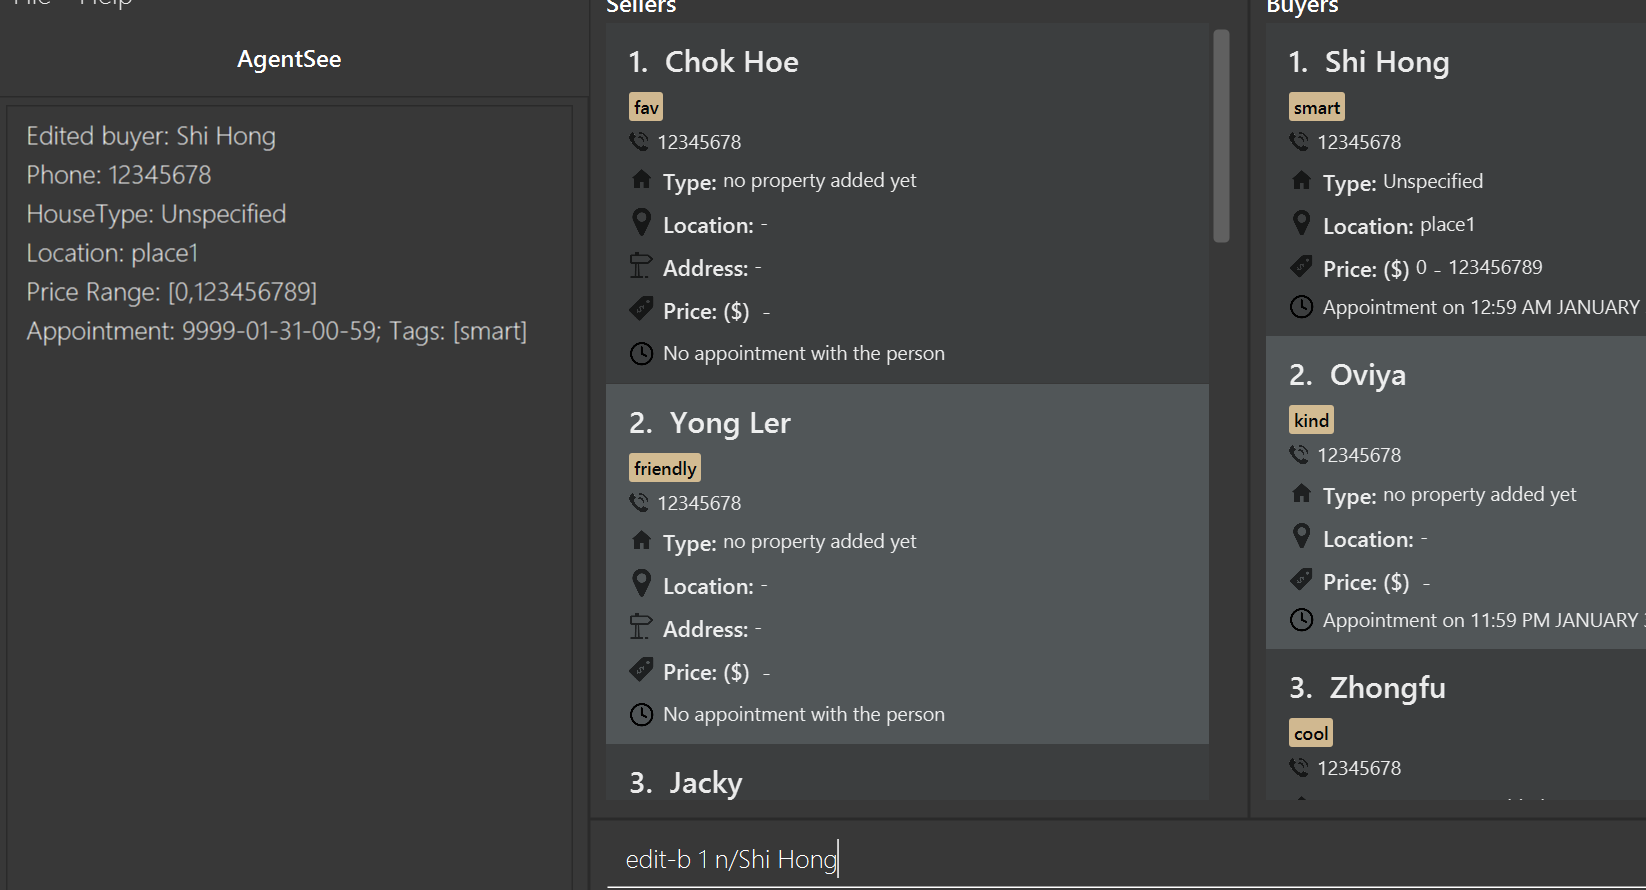 File Help
AgentSee
Edited buyer: Shi Hong
Phone: 12345678
HouseType: Unspecified
Location: place1
Price Range: [0,123456789]
Appointment: 9999-01-31-00-59; Tags: [smart]
Sellers
1. Chok Hoe
fav
12345678
Type: no property added yet
Location: -
Address: -
Price: ($) -
No appointment with the person
2. Yong Ler
friendly
12345678
Type: no property added yet
Location: -
Address: -
Price: ($) -
No appointment with the person
3. Jacky
Buyers
1. Shi Hong
smart
12345678
Type: Unspecified
Location: place1
Price: ($) 0 - 123456789
Appointment on 12:59 AM JANUARY
2. Oviya
kind
12345678
Type: no property added yet
Location: -
Price: ($) -
Appointment on 11:59 PM JANUARY
3. Zhongfu
cool
12345678
edit-b 1 n/Shi Hong